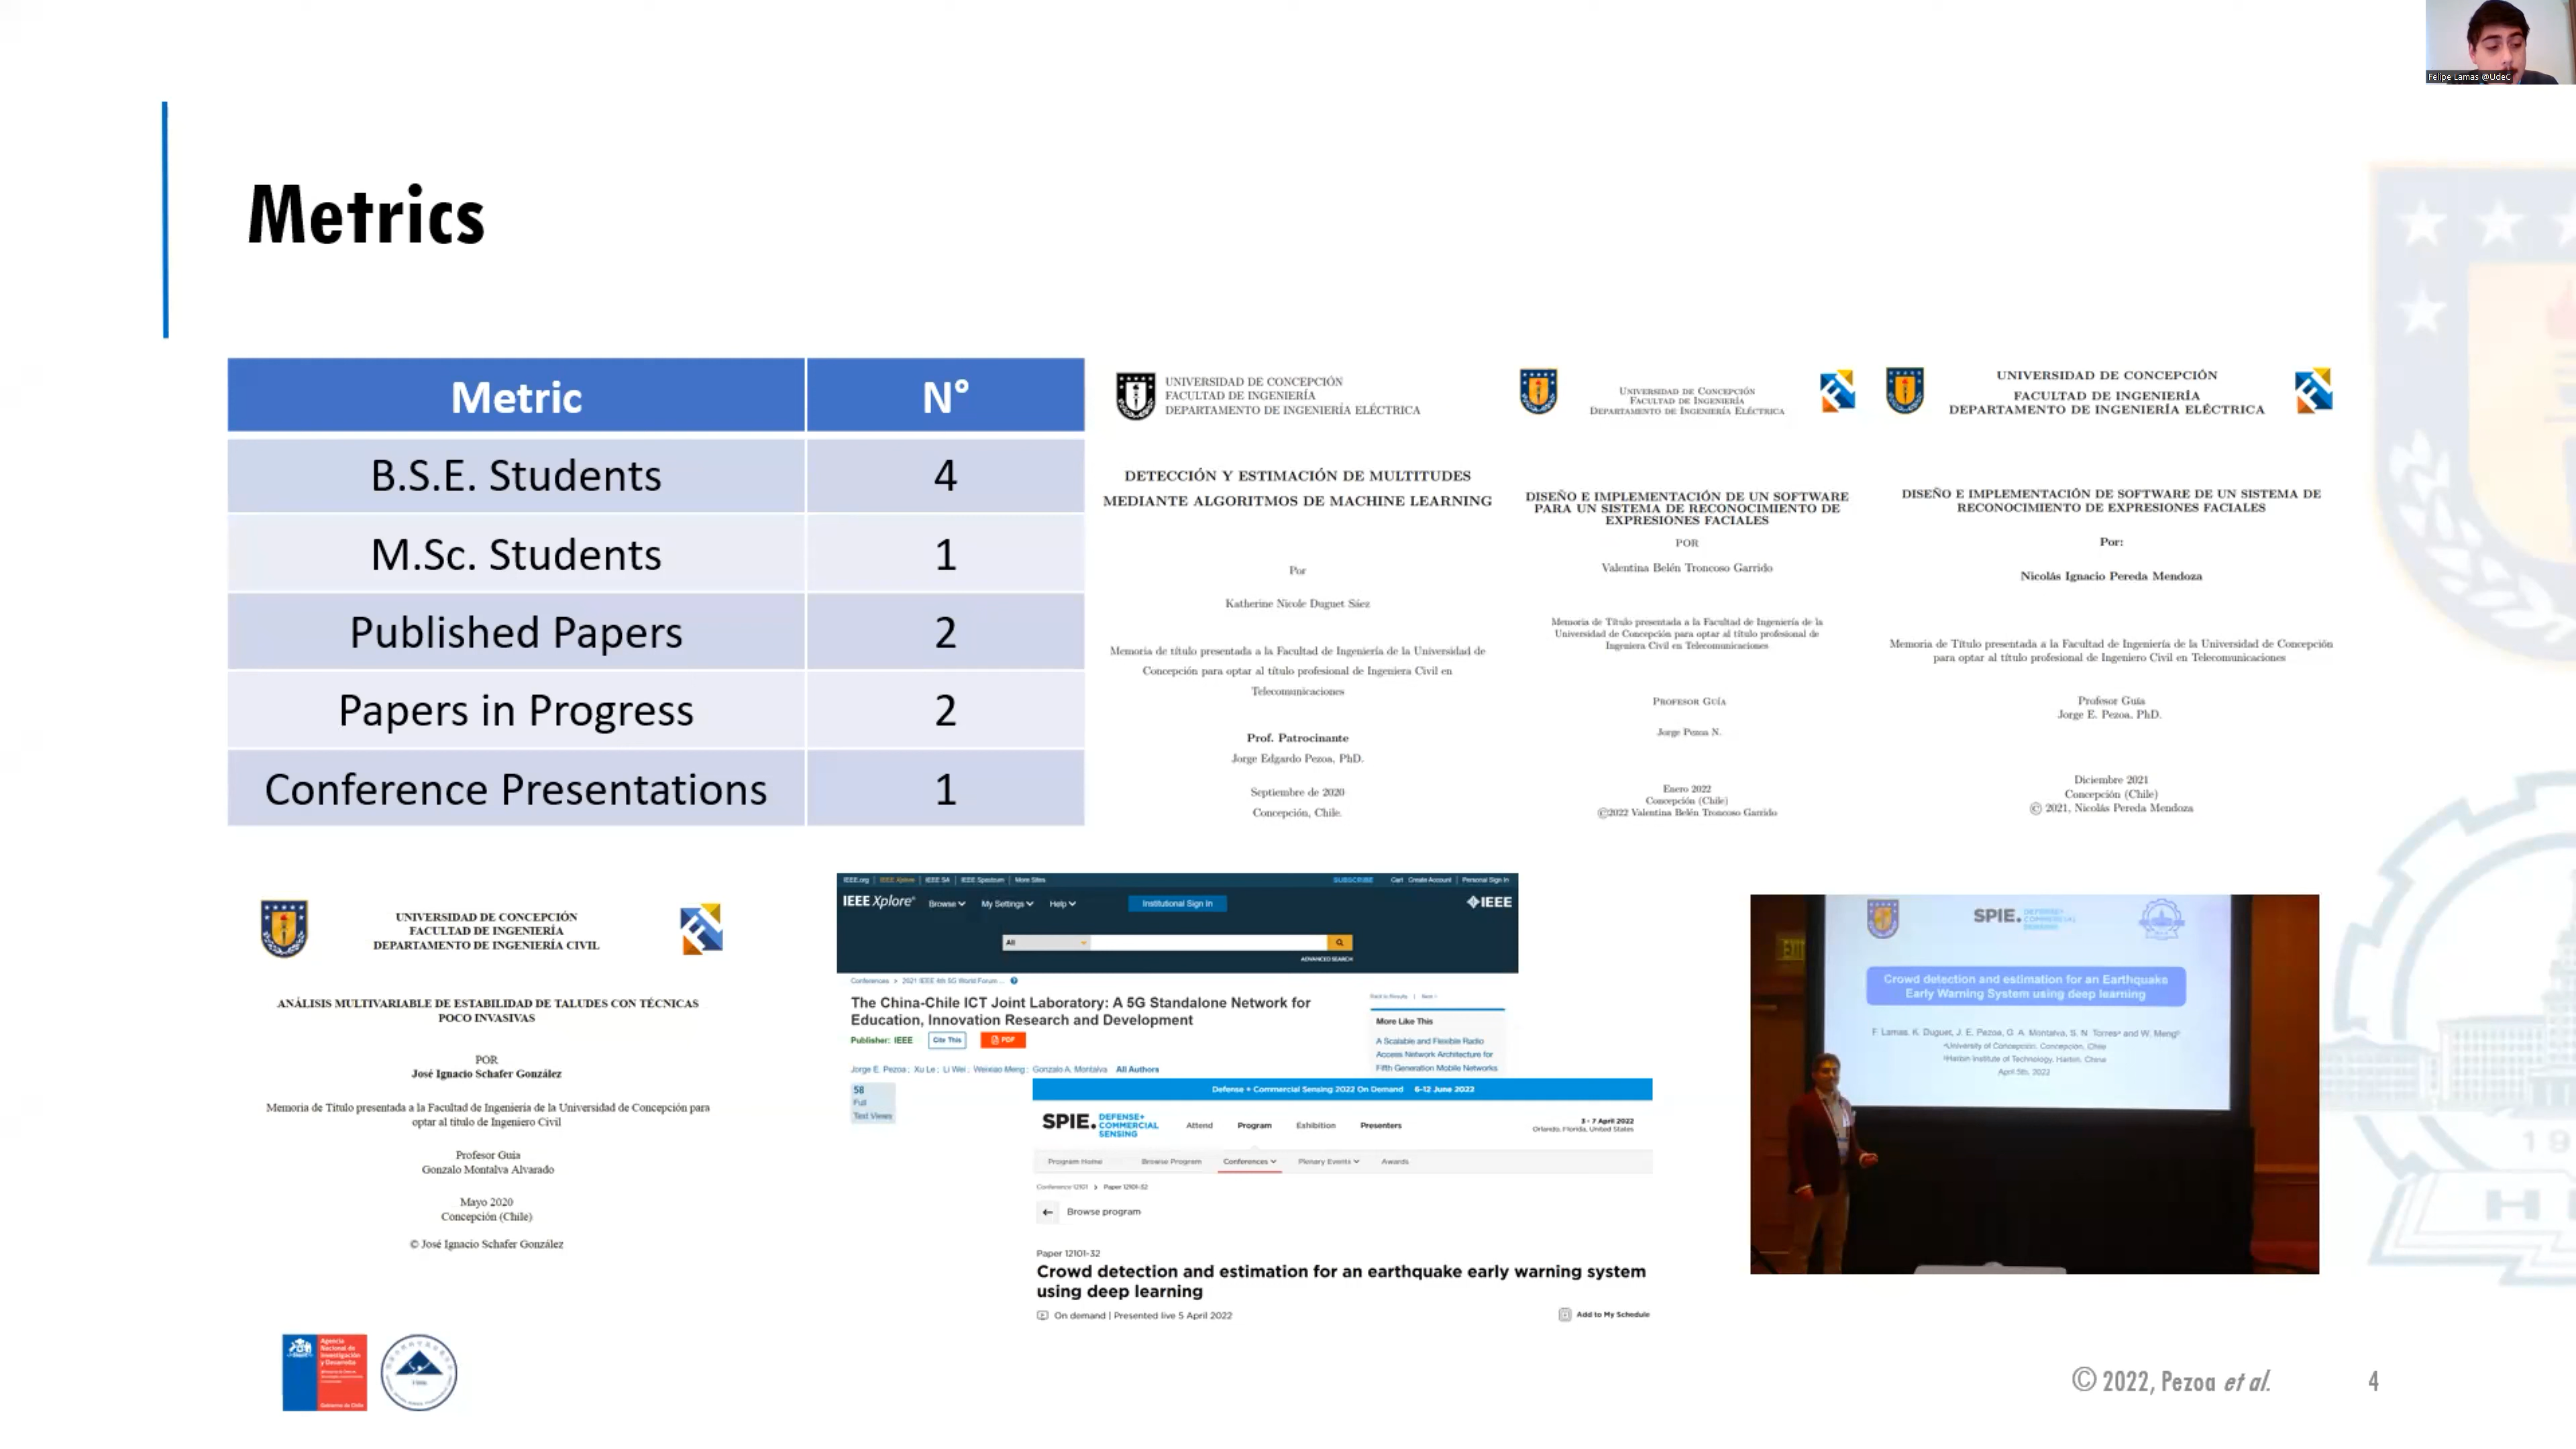 Felipe Lamas @UdeC
Metrics
Metric N°
B.S.E. Students 4
M.Sc. Students 1
Published Papers 2
Papers in Progress 2
Conference Presentations 1
UNIVERSIDAD DE CONCEPCIÓN
FACULTAD DE INGENIERÍA
DEPARTAMENTO DE INGENIERÍA ELÉCTRICA
DETECCIÓN Y ESTIMACIÓN DE MULTITUDES
MEDIANTE ALGORITMOS DE MACHINE LEARNING
Por
Katherine Nicole Duguet Sáez
Memoria de título presentada a la Facultad de Ingeniería de la Universidad de
Concepción para optar al título profesional de Ingeniera Civil en
Telecomunicaciones
Prof. Patrocinante
Jorge Edgardo Pezoa, PhD.
Septiembre de 2020
Concepción, Chile.
UNIVERSIDAD DE CONCEPCIÓN
FACULTAD DE INGENIERÍA
DEPARTAMENTO DE INGENIERÍA ELÉCTRICA
DISEÑO E IMPLEMENTACIÓN DE UN SOFTWARE
PARA UN SISTEMA DE RECONOCIMIENTO DE
EXPRESIONES FACIALES
POR
Valentina Belén Troncoso Garrido
Memoria de Título presentada a la Facultad de Ingeniería de la
Universidad de Concepción para optar al título profesional de
Ingeniera Civil en Telecomunicaciones
PROFESOR GUÍA
Jorge Pezoa N.
Enero 2022
Concepción (Chile)
©2022 Valentina Belén Troncoso Garrido
UNIVERSIDAD DE CONCEPCIÓN
FACULTAD DE INGENIERÍA
DEPARTAMENTO DE INGENIERÍA ELÉCTRICA
DISEÑO E IMPLEMENTACIÓN DE SOFTWARE DE UN SISTEMA DE
RECONOCIMIENTO DE EXPRESIONES FACIALES
Por:
Nicolás Ignacio Pereda Mendoza
Memoria de Título presentada a la Facultad de Ingeniería de la Universidad de Concepción
para optar al título profesional de Ingeniero Civil en Telecomunicaciones
Profesor Guía
Jorge E. Pezoa, PhD.
Diciembre 2021
Concepción (Chile)
© 2021, Nicolás Pereda Mendoza
UNIVERSIDAD DE CONCEPCIÓN
FACULTAD DE INGENIERÍA
DEPARTAMENTO DE INGENIERÍA CIVIL
ANÁLISIS MULTIVARIABLE DE ESTABILIDAD DE TALUDES CON TÉCNICAS
POCO INVASIVAS
POR
José Ignacio Schafer González
Memoria de Título presentada a la Facultad de Ingeniería de la Universidad de Concepción para
optar al título de Ingeniero Civil
Profesor Guía
Gonzalo Montalva Alvarado
Mayo 2020
Concepción (Chile)
© José Ignacio Schafer González
IEEE.org | IEEE Xplore | IEEE SA | IEEE Spectrum | More Sites SUBSCRIBE Cart Create Account | Personal Sign In
IEEE Xplore® Browse My Settings Help Institutional Sign In IEEE
All
ADVANCED SEARCH
Conferences > 2021 IEEE 4th 5G World Forum ...
The China-Chile ICT Joint Laboratory: A 5G Standalone Network for
Education, Innovation Research and Development
Publisher: IEEE Cite This PDF
Jorge E. Pezoa; Xu Le; Li Wei; Weixiao Meng; Gonzalo A. Montalva All Authors
58
Full
Text Views
Back to Results | Next >
More Like This
A Scalable and Flexible Radio
Access Network Architecture for
Fifth Generation Mobile Networks
Defense + Commercial Sensing 2022 On Demand 6-12 June 2022
SPIE. DEFENSE+
COMMERCIAL
SENSING
Attend Program Exhibition Presenters
3 - 7 April 2022
Orlando, Florida, United States
Program Home Browse Program Conferences Plenary Events Awards
Conference 12101 > Paper 12101-32
← Browse program
Paper 12101-32
Crowd detection and estimation for an earthquake early warning system
using deep learning
On demand | Presented live 5 April 2022 Add to My Schedule
EXIT
SPIE. DEFENSE+
COMMERCIAL
SENSING
Crowd detection and estimation for an Earthquake
Early Warning System using deep learning
F. Lamas, K. Duguet, J. E. Pezoa, G. A. Montalva, S. N. Torresᵃ and W. Mengᵇ
ᵃUniversity of Concepción, Concepción, Chile
ᵇHarbin Institute of Technology, Harbin, China
April 5th, 2022
Agencia
Nacional de
Investigación
y Desarrollo
Gobierno de Chile
© 2022, Pezoa et al. 4
19
HI